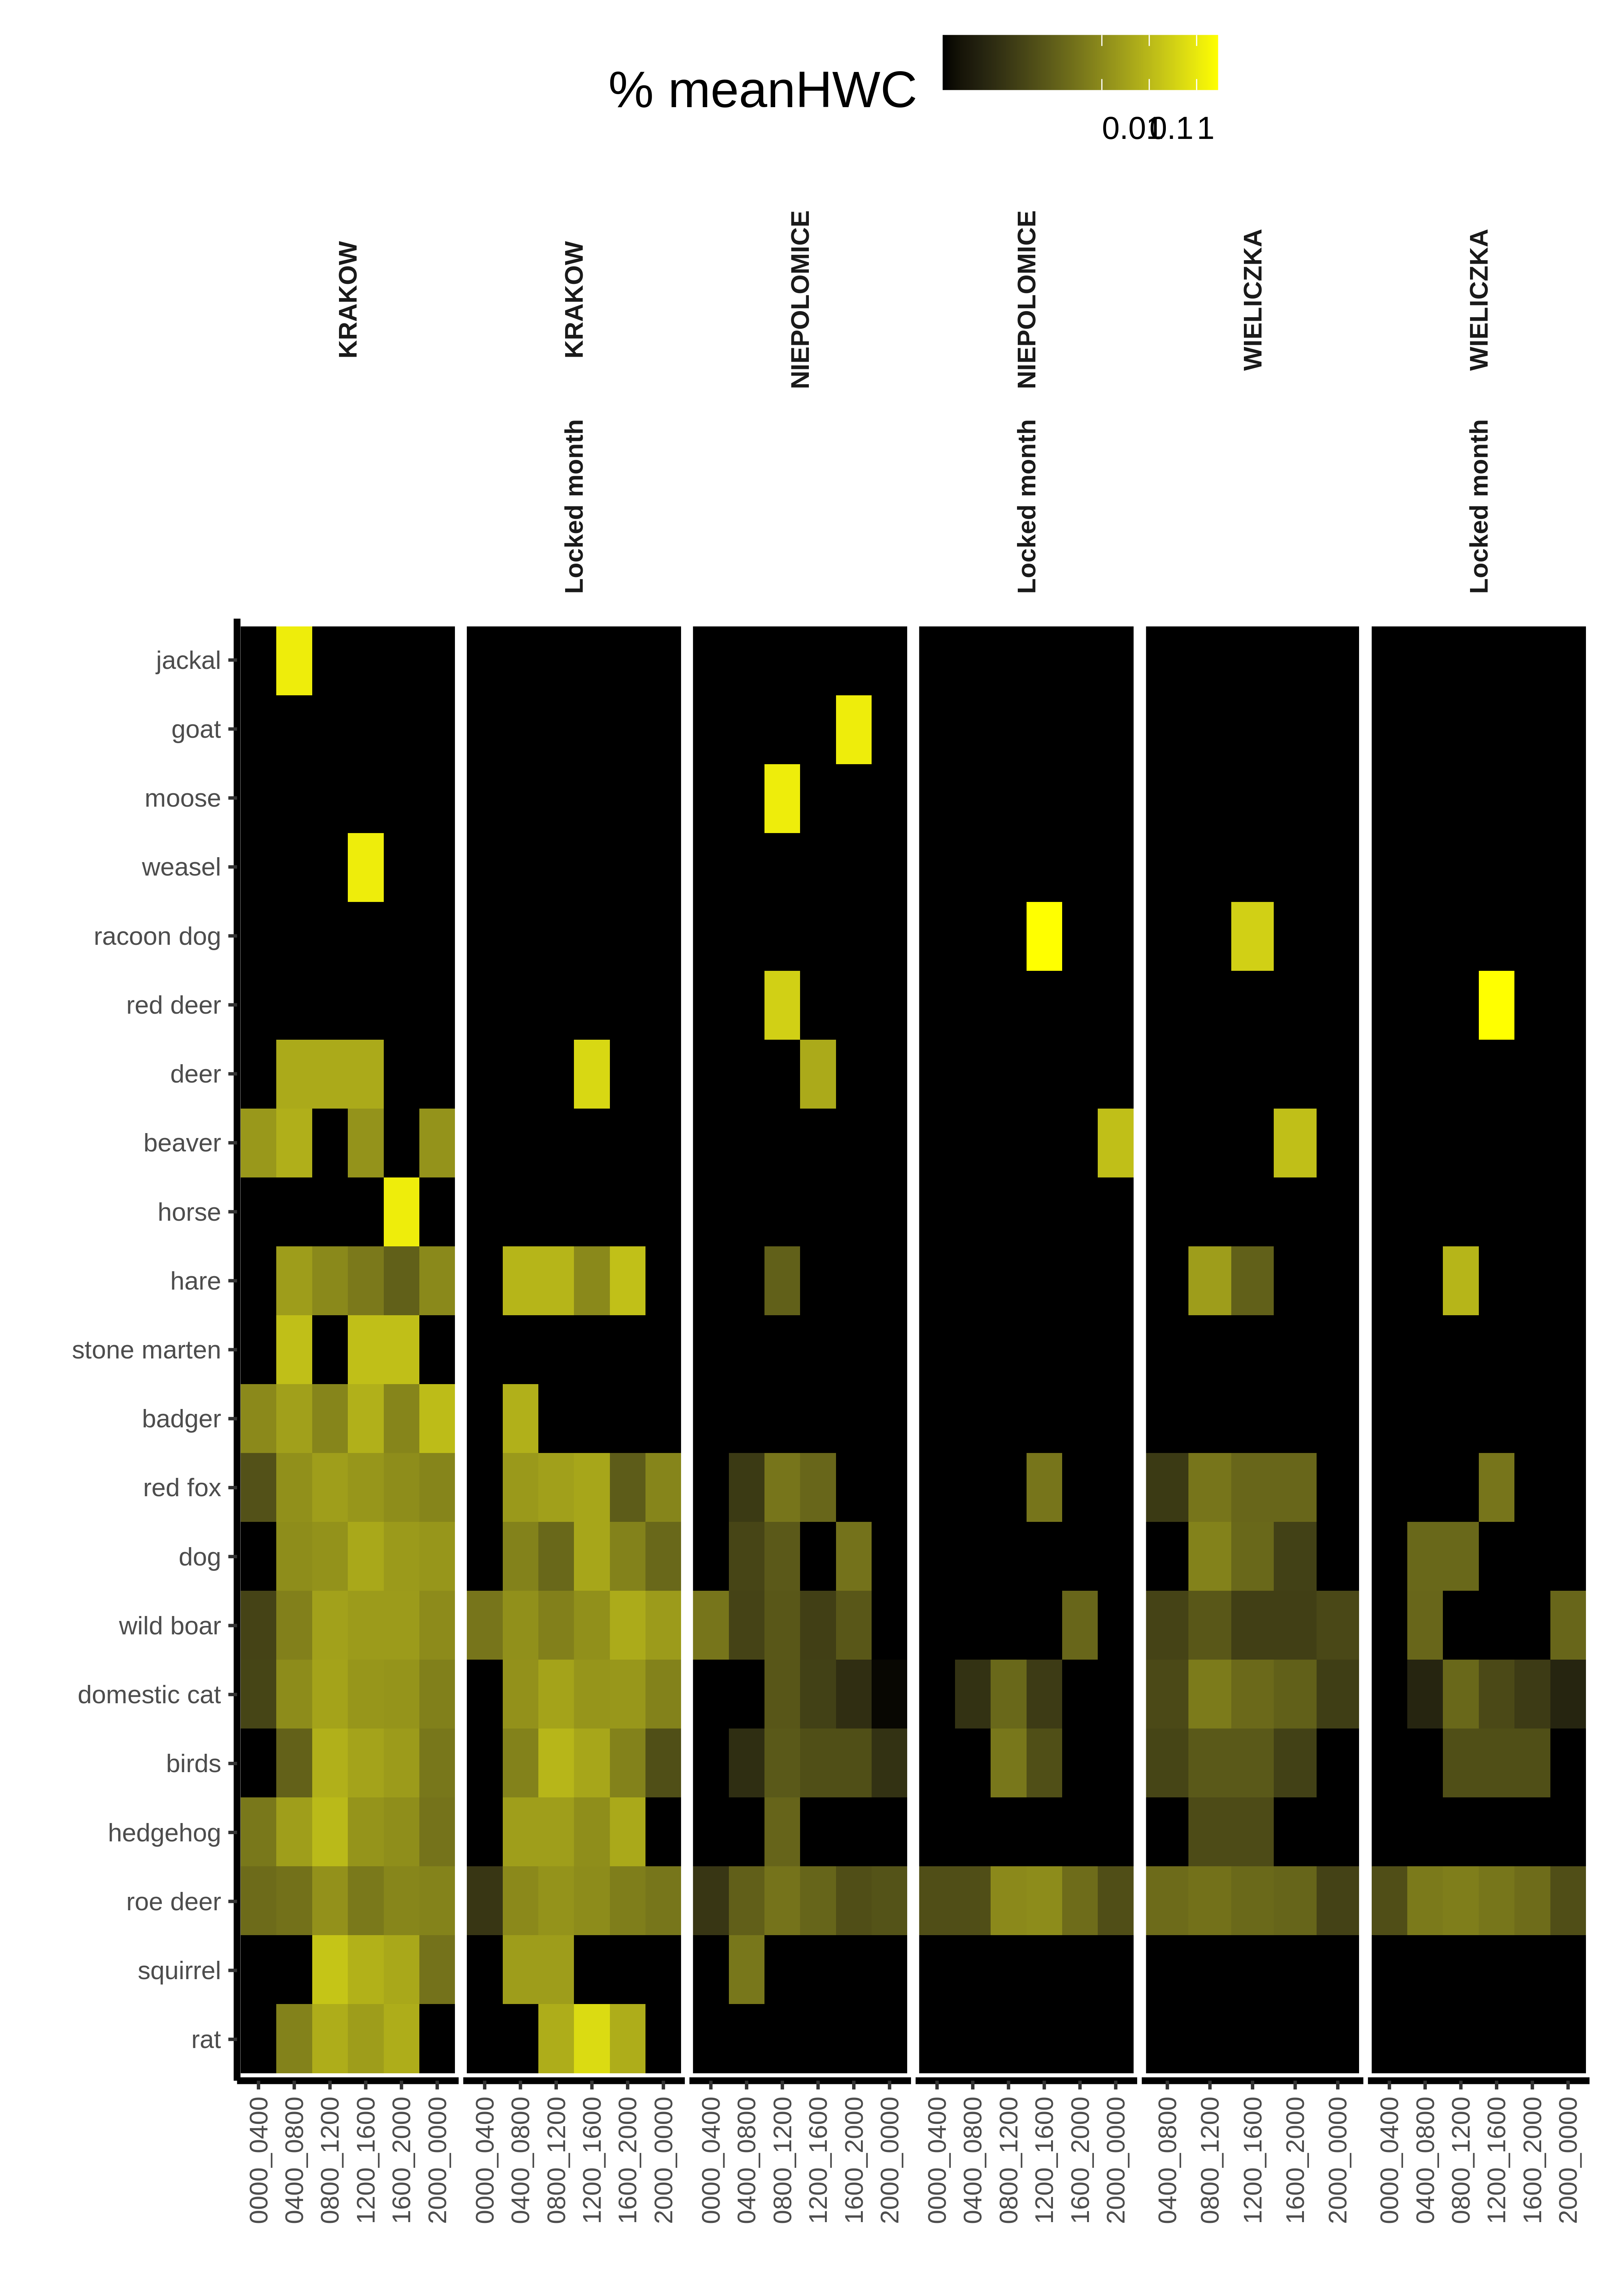 % meanHWC
0.01 0.1 1
KRAKOW
KRAKOW
NIEPOLOMICE
NIEPOLOMICE
WIELICZKA
WIELICZKA
Locked month
Locked month
Locked month
jackal
goat
moose
weasel
racoon dog
red deer
deer
beaver
horse
hare
stone marten
badger
red fox
dog
wild boar
domestic cat
birds
hedgehog
roe deer
squirrel
rat
0000_0400
0400_0800
0800_1200
1200_1600
1600_2000
2000_0000
0000_0400
0400_0800
0800_1200
1200_1600
1600_2000
2000_0000
0000_0400
0400_0800
0800_1200
1200_1600
1600_2000
2000_0000
0000_0400
0400_0800
0800_1200
1200_1600
1600_2000
2000_0000
0400_0800
0800_1200
1200_1600
1600_2000
2000_0000
0000_0400
0400_0800
0800_1200
1200_1600
1600_2000
2000_0000